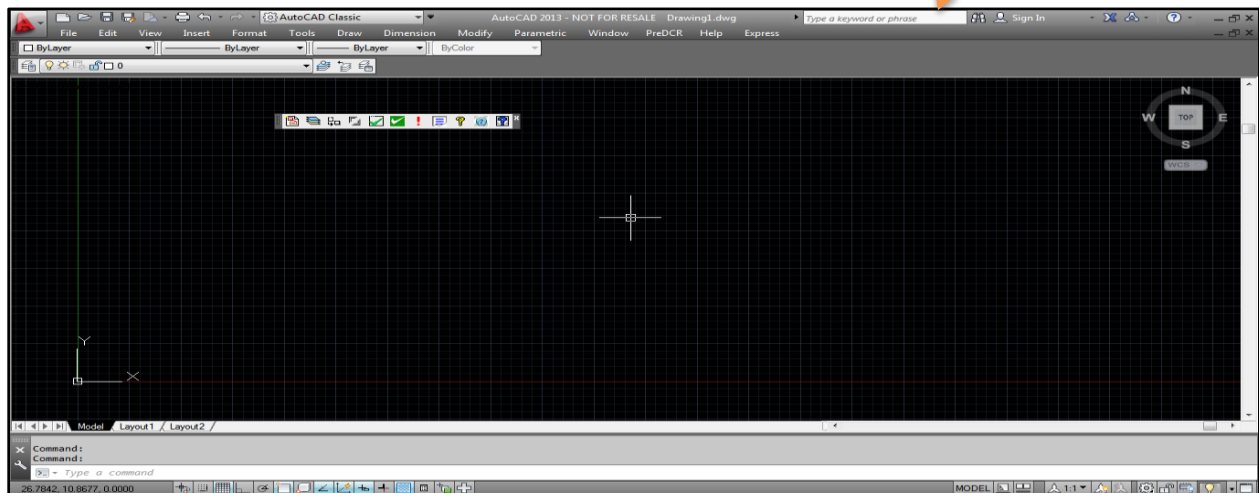 AutoCAD Classic AutoCAD 2013 - NOT FOR RESALE Drawing1.dwg Type a keyword or phrase Sign In
File Edit View Insert Format Tools Draw Dimension Modify Parametric Window PreDCR Help Express
ByLayer ByLayer ByLayer ByColor
0
N
W TOP E
S
WCS
Y
X
Model Layout1 Layout2
Command:
Command:
Type a command
26.7842, 10.8677, 0.0000 MODEL 1:1